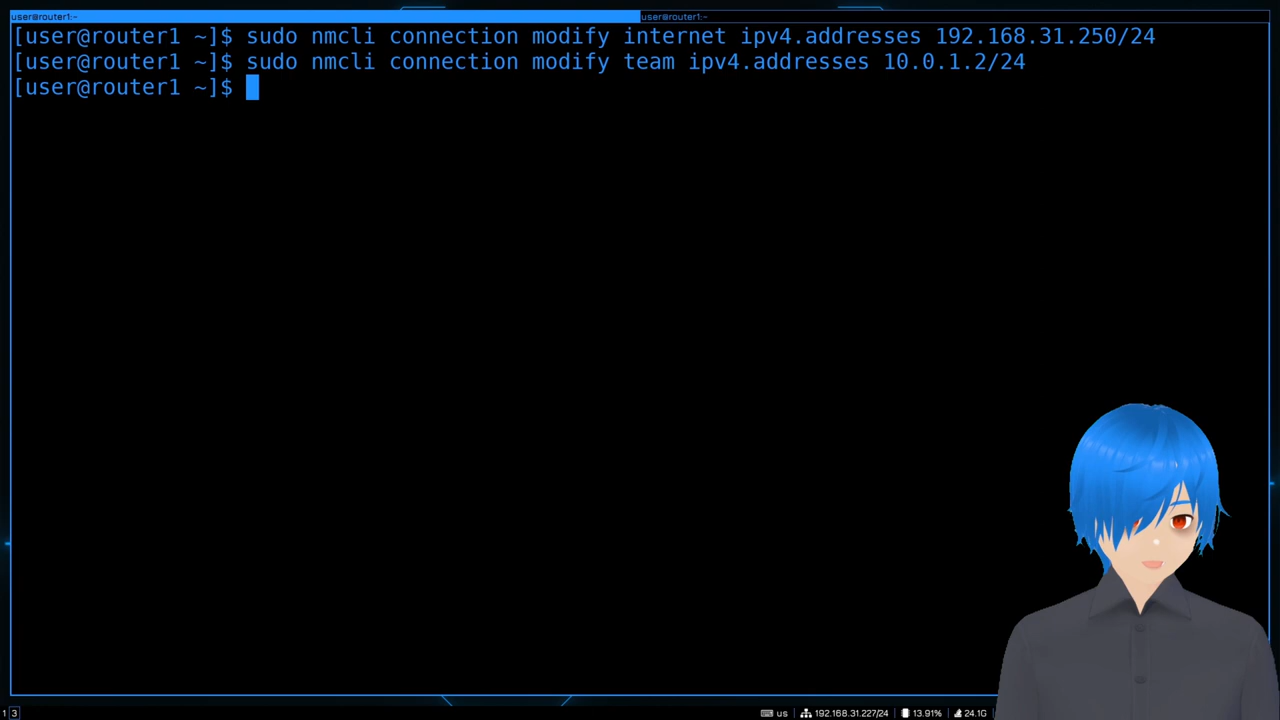 user@router1:~
user@router1:~
[user@router1 ~]$ sudo nmcli connection modify internet ipv4.addresses 192.168.31.250/24
[user@router1 ~]$ sudo nmcli connection modify team ipv4.addresses 10.0.1.2/24
[user@router1 ~]$
1 3
us 192.168.31.227/24 13.91% 24.1G